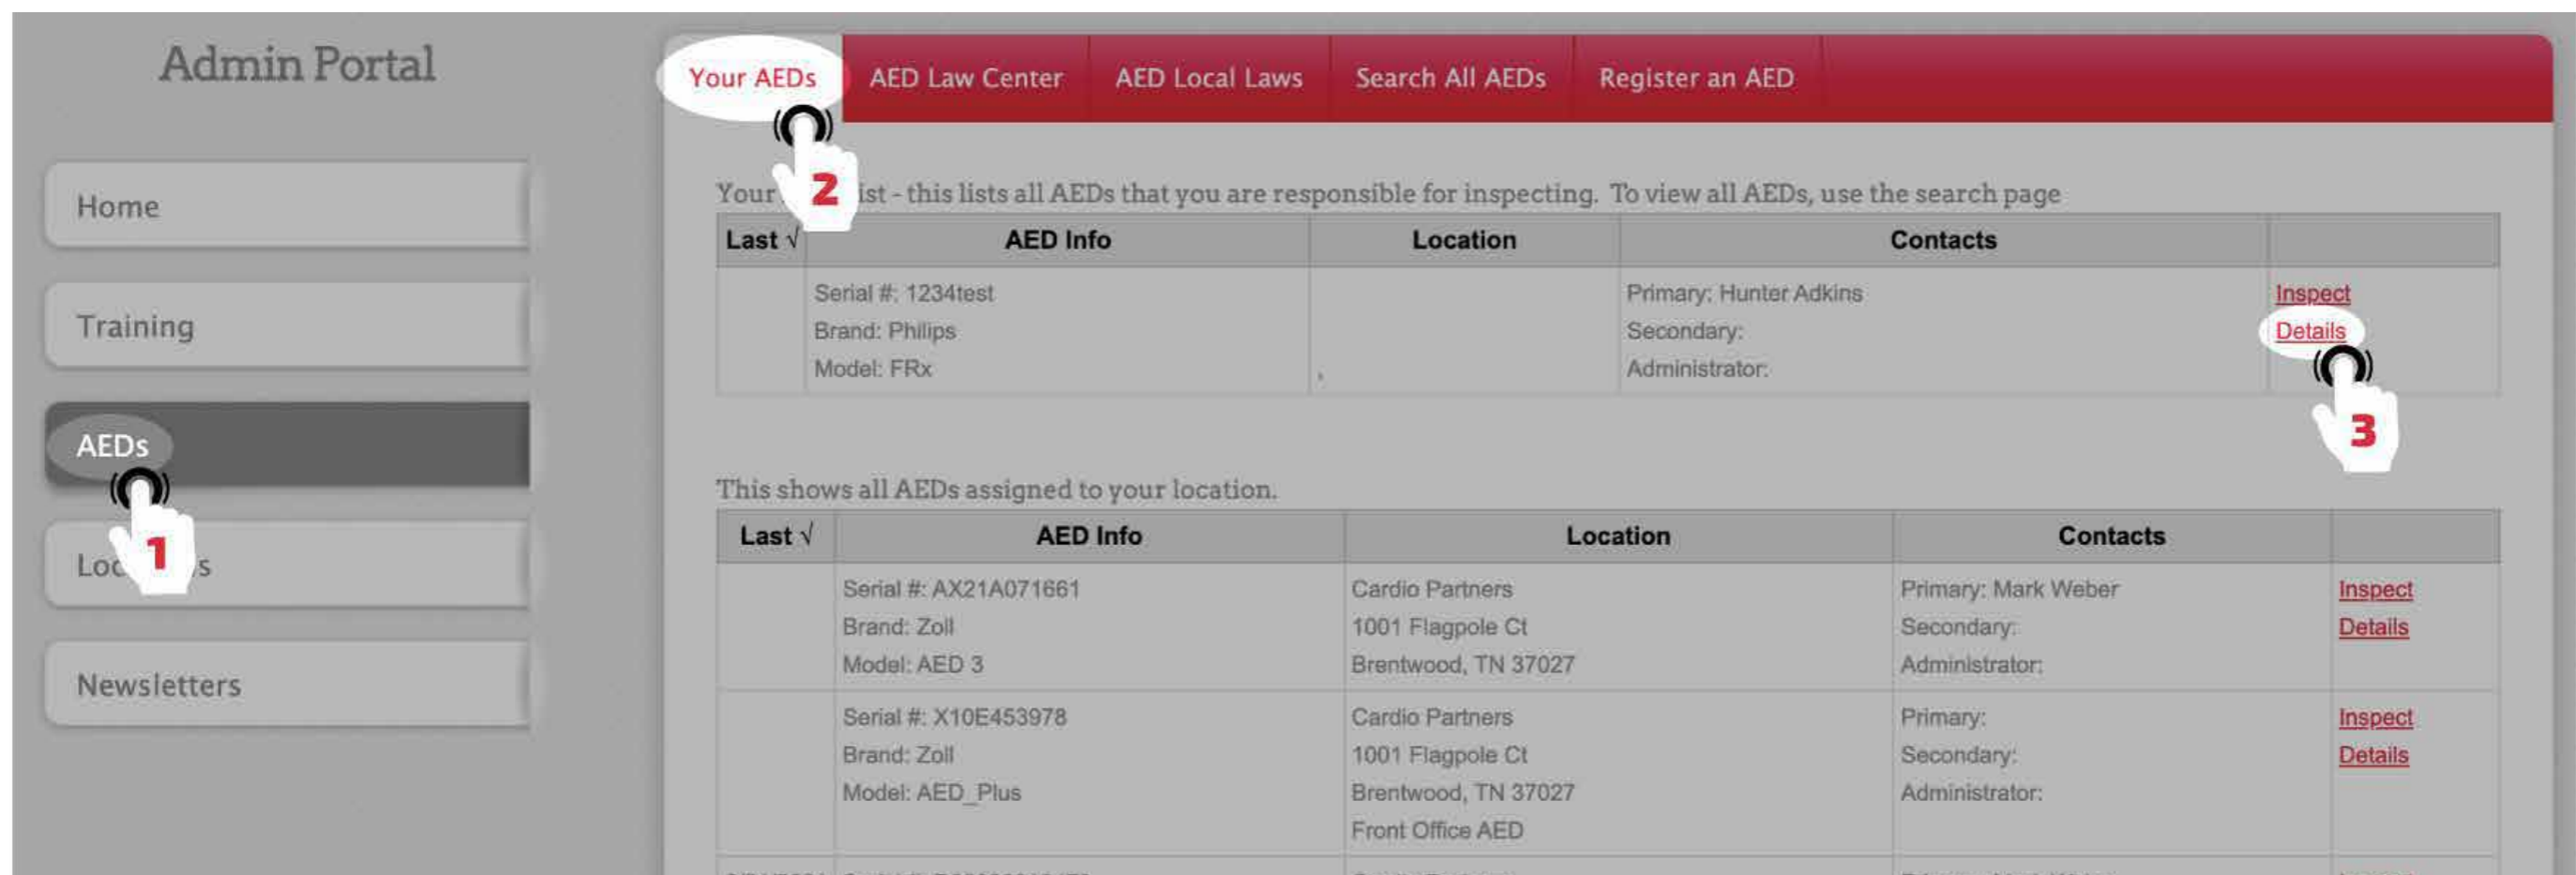 Admin Portal
Home
Training
AEDs
1
s
Newsletters
Your AEDs
AED Law Center
AED Local Laws
Search All AEDs
Register an AED
2
Your ist - this lists all AEDs that you are responsible for inspecting. To view all AEDs, use the search page
Last √ AED Info Location Contacts
Serial #: 1234test Primary: Hunter Adkins Inspect
Brand: Philips Secondary: Details
Model: FRx , Administrator:
3
This shows all AEDs assigned to your location.
Last √ AED Info Location Contacts
Serial #: AX21A071661 Cardio Partners Primary: Mark Weber Inspect
Brand: Zoll 1001 Flagpole Ct Secondary: Details
Model: AED 3 Brentwood, TN 37027 Administrator:
Serial #: X10E453978 Cardio Partners Primary: Inspect
Brand: Zoll 1001 Flagpole Ct Secondary: Details
Model: AED_Plus Brentwood, TN 37027 Administrator:
Front Office AED